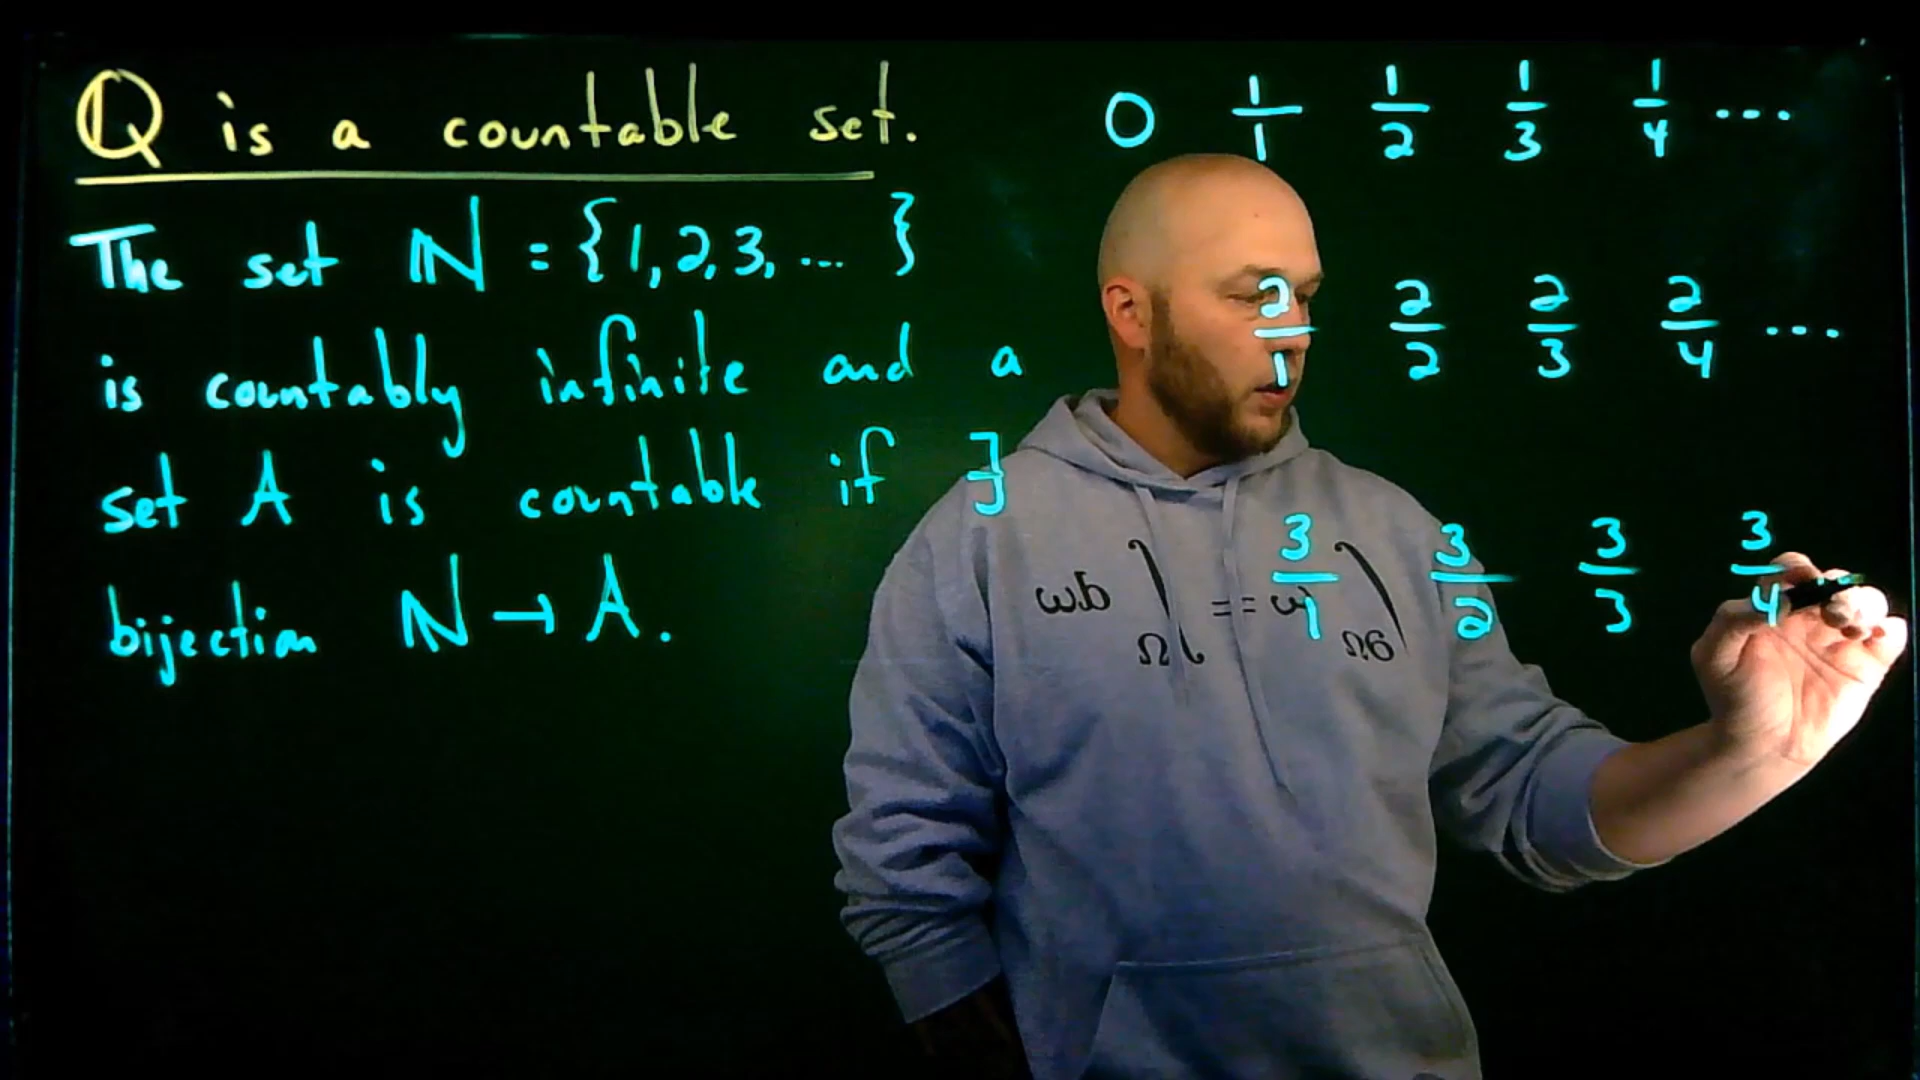 Q is a countable set.
The set ℕ = {1, 2, 3, ... }
is countably infinite and a
set A is countable if ∃
bijection ℕ → A.
0 1/1 1/2 1/3 1/4 ...
2/1 2/2 2/3 2/4 ...
3/1 3/2 3/3 3/4